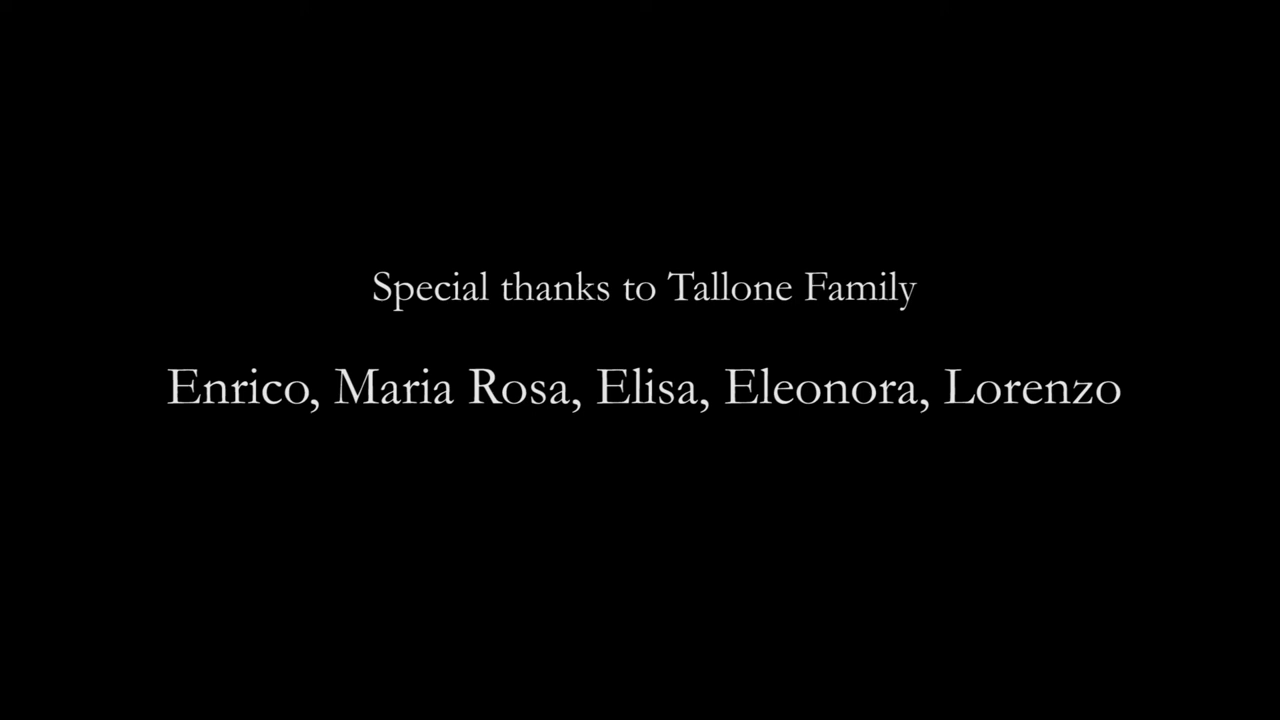 Special thanks to Tallone Family
Enrico, Maria Rosa, Elisa, Eleonora, Lorenzo